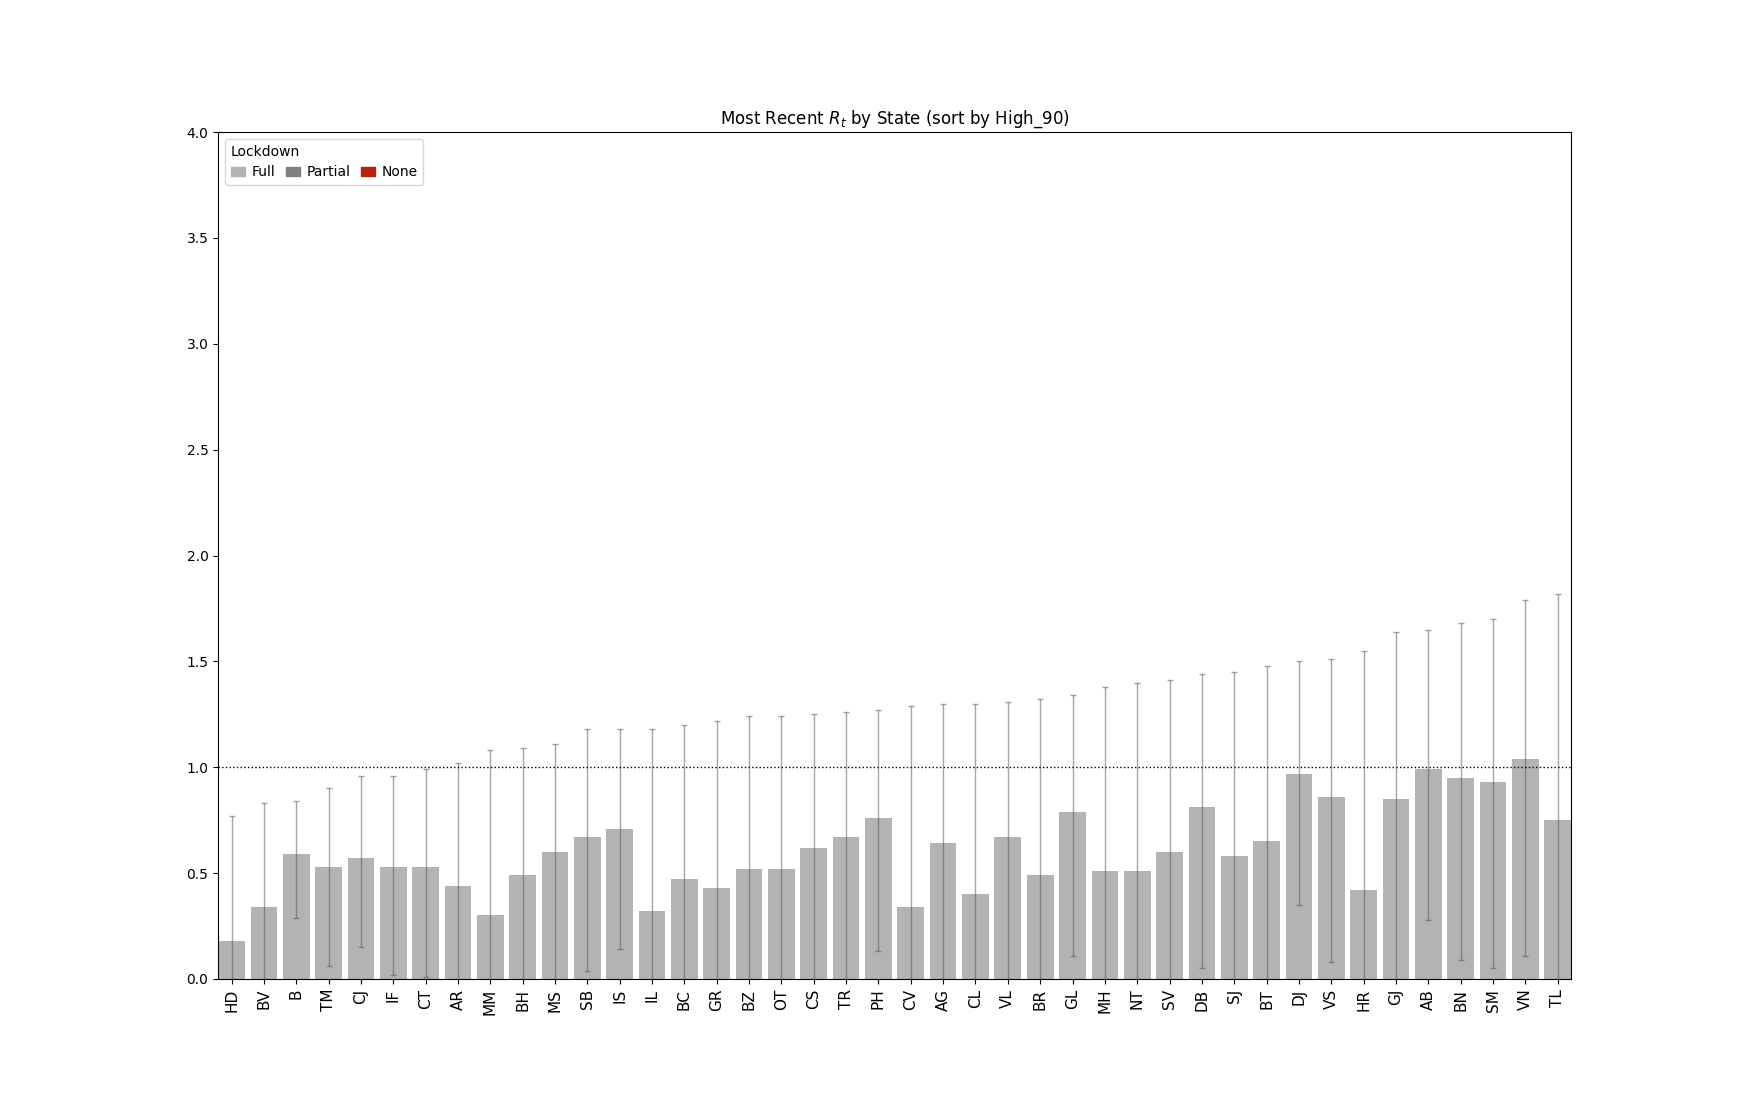 Most Recent R_t by State (sort by High_90)
4.0
Lockdown
Full Partial None
3.5
3.0
2.5
2.0
1.5
1.0
0.5
0.0
HD BV B TM CJ IF CT AR MM BH MS SB IS IL BC GR BZ OT CS TR PH CV AG CL VL BR GL MH NT SV DB SJ BT DJ VS HR GJ AB BN SM VN TL